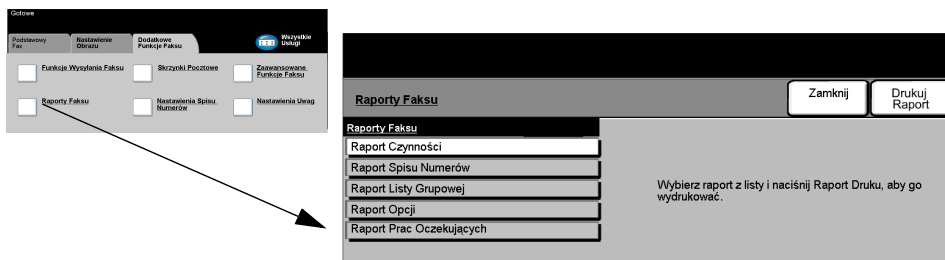 Gotowe
Podstawowy Fax
Nastawienie Obrazu
Dodatkowe Funkcje Faksu
Wszystkie Usługi
Funkcje Wysyłania Faksu
Skrzynki Pocztowe
Zaawansowane Funkcje Faksu
Raporty Faksu
Nastawienia Spisu Numerów
Nastawienia Uwag
Raporty Faksu
Zamknij
Drukuj Raport
Raporty Faksu
Raport Czynności
Raport Spisu Numerów
Raport Listy Grupowej
Raport Opcji
Raport Prac Oczekujących
Wybierz raport z listy i naciśnij Raport Druku, aby go
wydrukować.